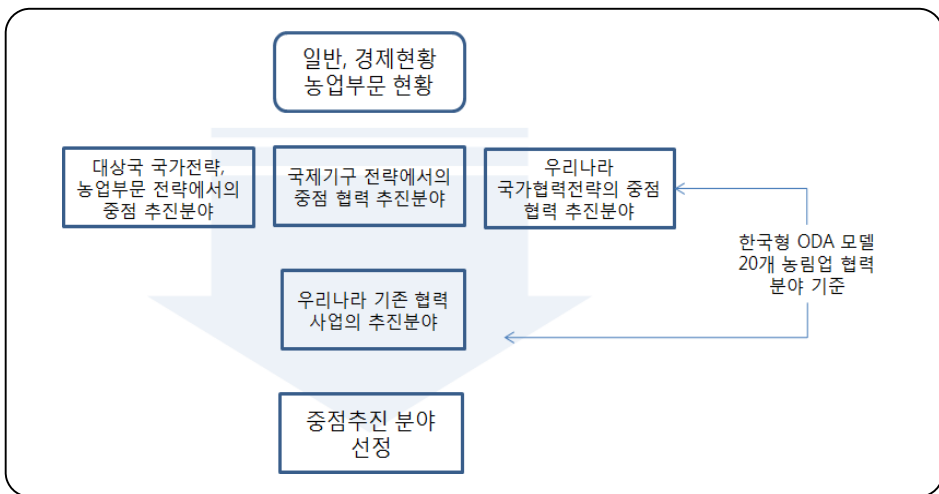 일반, 경제현황
농업부문 현황
대상국 국가전략,
농업부문 전략에서의
중점 추진분야
국제기구 전략에서의
중점 협력 추진분야
우리나라
국가협력전략의 중점
협력 추진분야
한국형 ODA 모델
20개 농림업 협력
분야 기준
우리나라 기존 협력
사업의 추진분야
중점추진 분야
선정